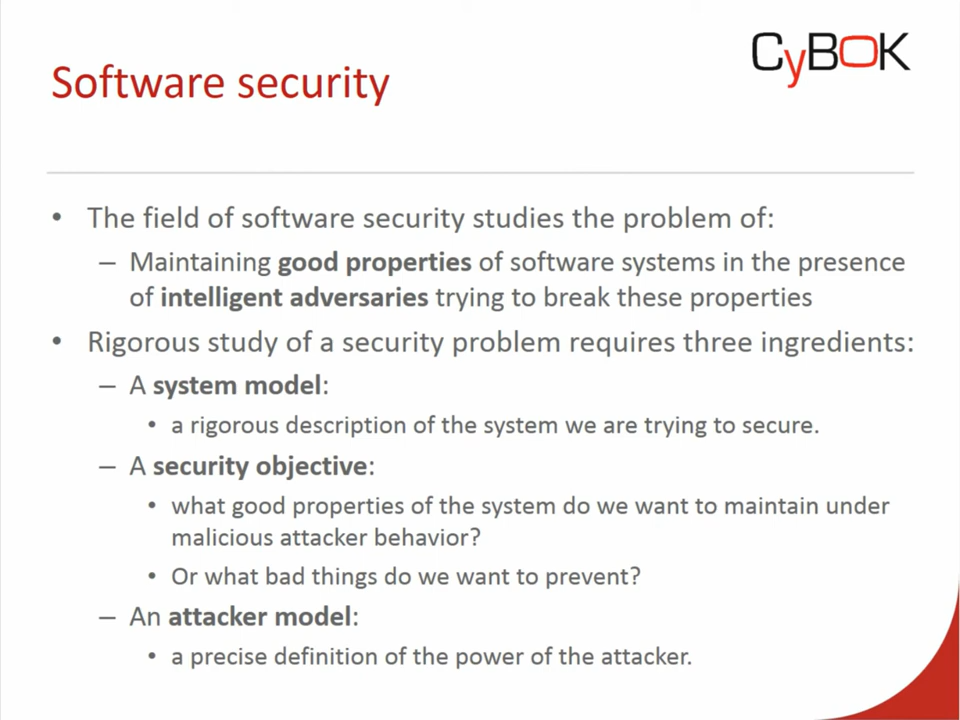 CyBOK
Software security
• The field of software security studies the problem of:
– Maintaining good properties of software systems in the presence
of intelligent adversaries trying to break these properties
• Rigorous study of a security problem requires three ingredients:
– A system model:
• a rigorous description of the system we are trying to secure.
– A security objective:
• what good properties of the system do we want to maintain under
malicious attacker behavior?
• Or what bad things do we want to prevent?
– An attacker model:
• a precise definition of the power of the attacker.